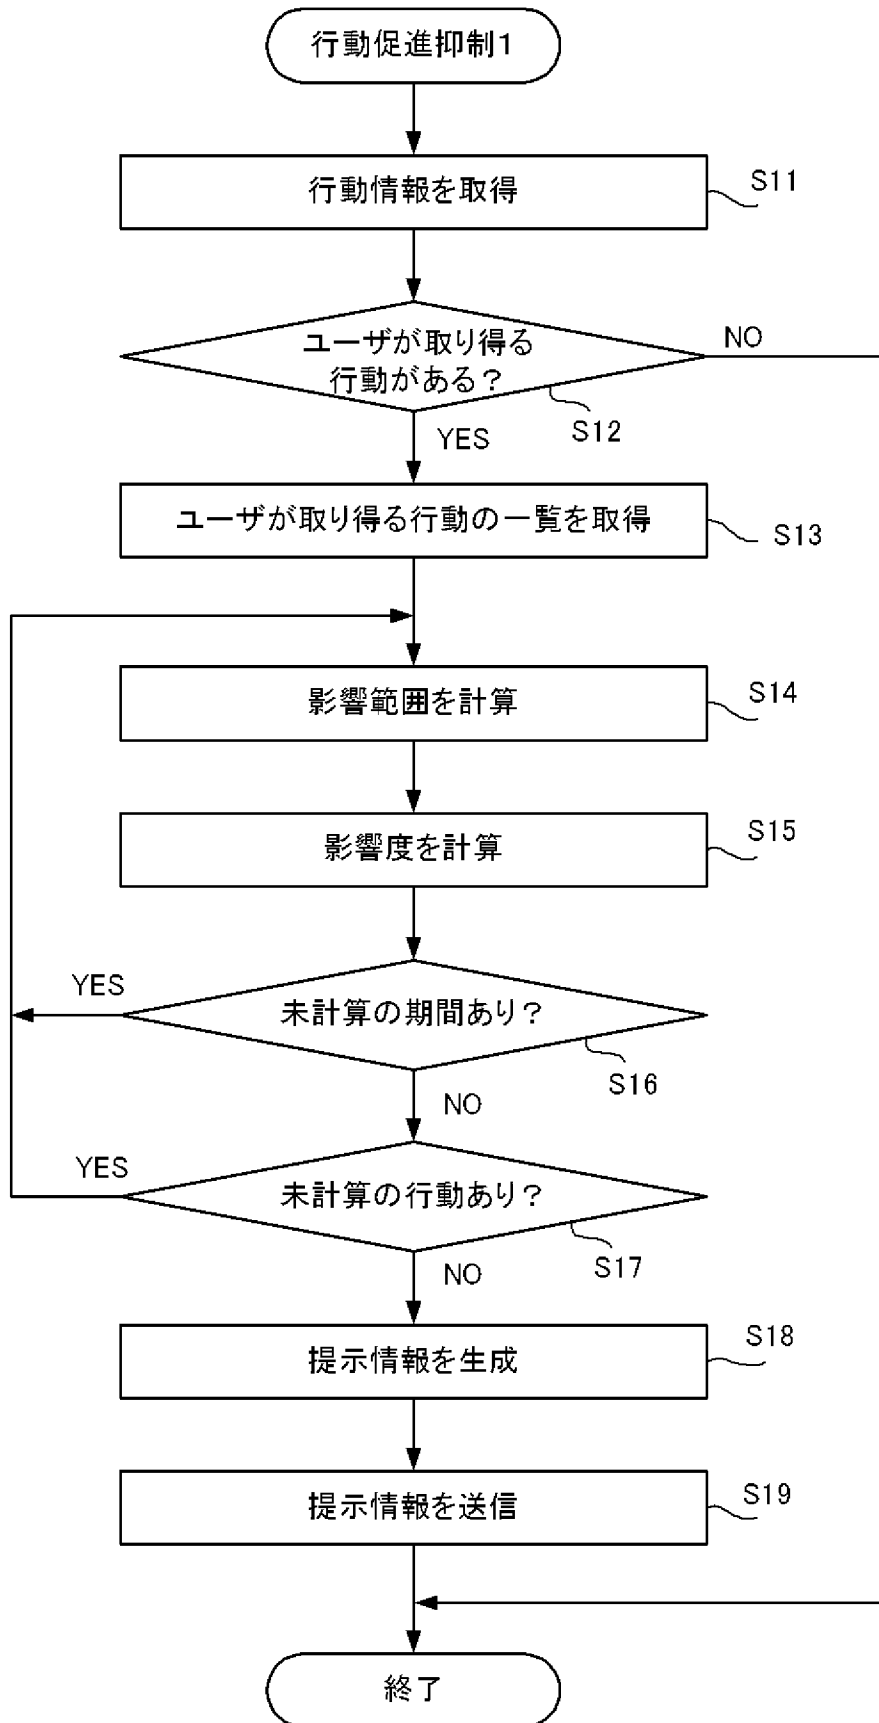 行動促進抑制1
行動情報を取得
S11
ユーザが取り得る
行動がある?
NO
S12
YES
ユーザが取り得る行動の一覧を取得
S13
影響範囲を計算
S14
影響度を計算
S15
YES
未計算の期間あり?
S16
NO
YES
未計算の行動あり?
S17
NO
提示情報を生成
S18
提示情報を送信
S19
終了